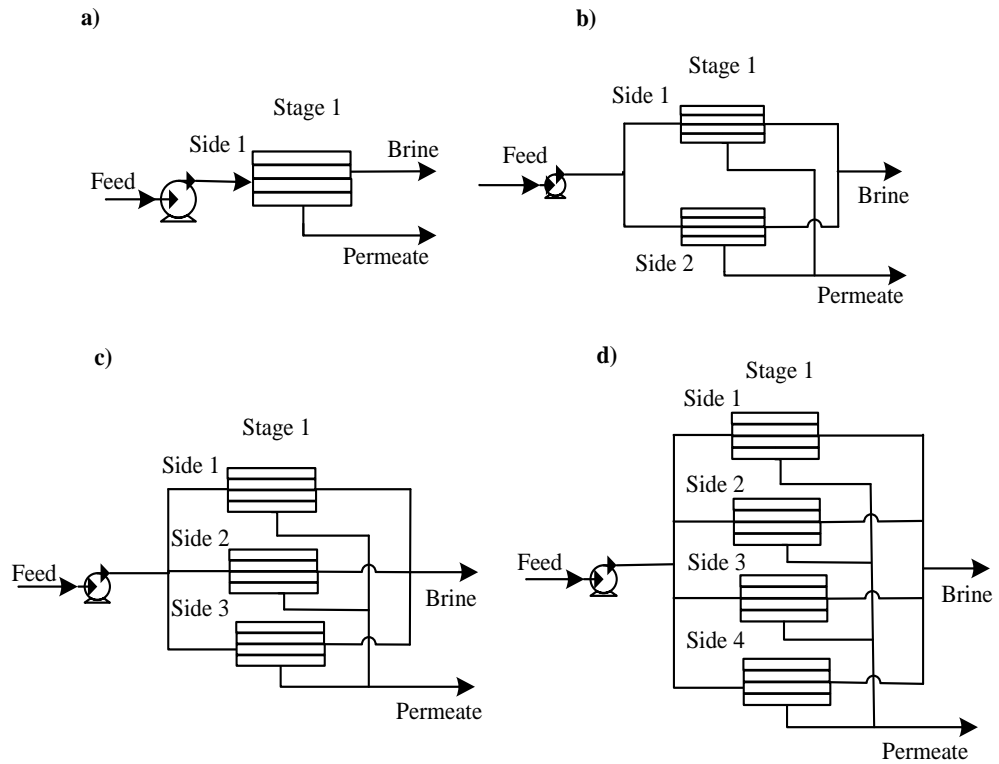 a)
Stage 1
Side 1
Brine
Feed
Permeate
b)
Stage 1
Side 1
Feed
Brine
Side 2
Permeate
c)
Stage 1
Side 1
Side 2
Feed
Side 3
Brine
Permeate
d)
Stage 1
Side 1
Side 2
Side 3
Feed
Brine
Side 4
Permeate